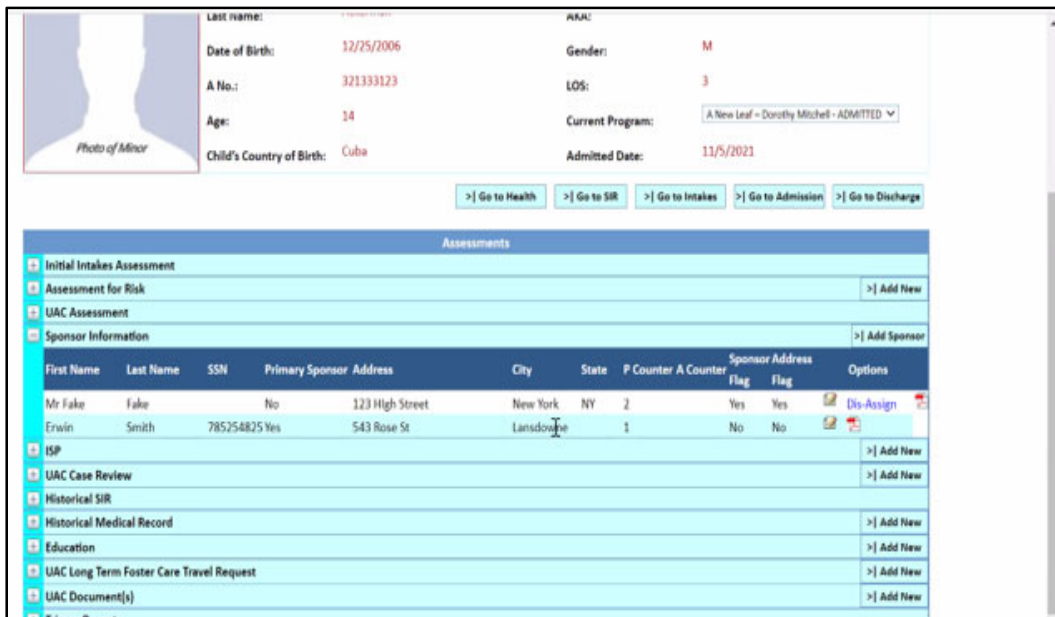 Last Name: AKA:
Date of Birth: 12/25/2006 Gender: M
A No.: 321333123 LOS: 3
Age: 14 Current Program: A New Leaf - Dorothy Mitchell - ADMITTED
Photo of Minor
Child's Country of Birth: Cuba Admitted Date: 11/5/2021
>| Go to Health >| Go to SIR >| Go to Intakes >| Go to Admission >| Go to Discharge
Assessments
Initial Intakes Assessment
Assessment for Risk >| Add New
UAC Assessment
Sponsor Information >| Add Sponsor
First Name Last Name SSN Primary Sponsor Address City State P Counter A Counter Sponsor Flag Address Flag Options
Mr Fake Fake No 123 HIgh Street New York NY 2 Yes Yes Dis-Assign
Erwin Smith 785254825 Yes 543 Rose St Lansdowne 1 No No
ISP >| Add New
UAC Case Review >| Add New
Historical SIR
Historical Medical Record >| Add New
Education >| Add New
UAC Long Term Foster Care Travel Request >| Add New
UAC Document(s) >| Add New